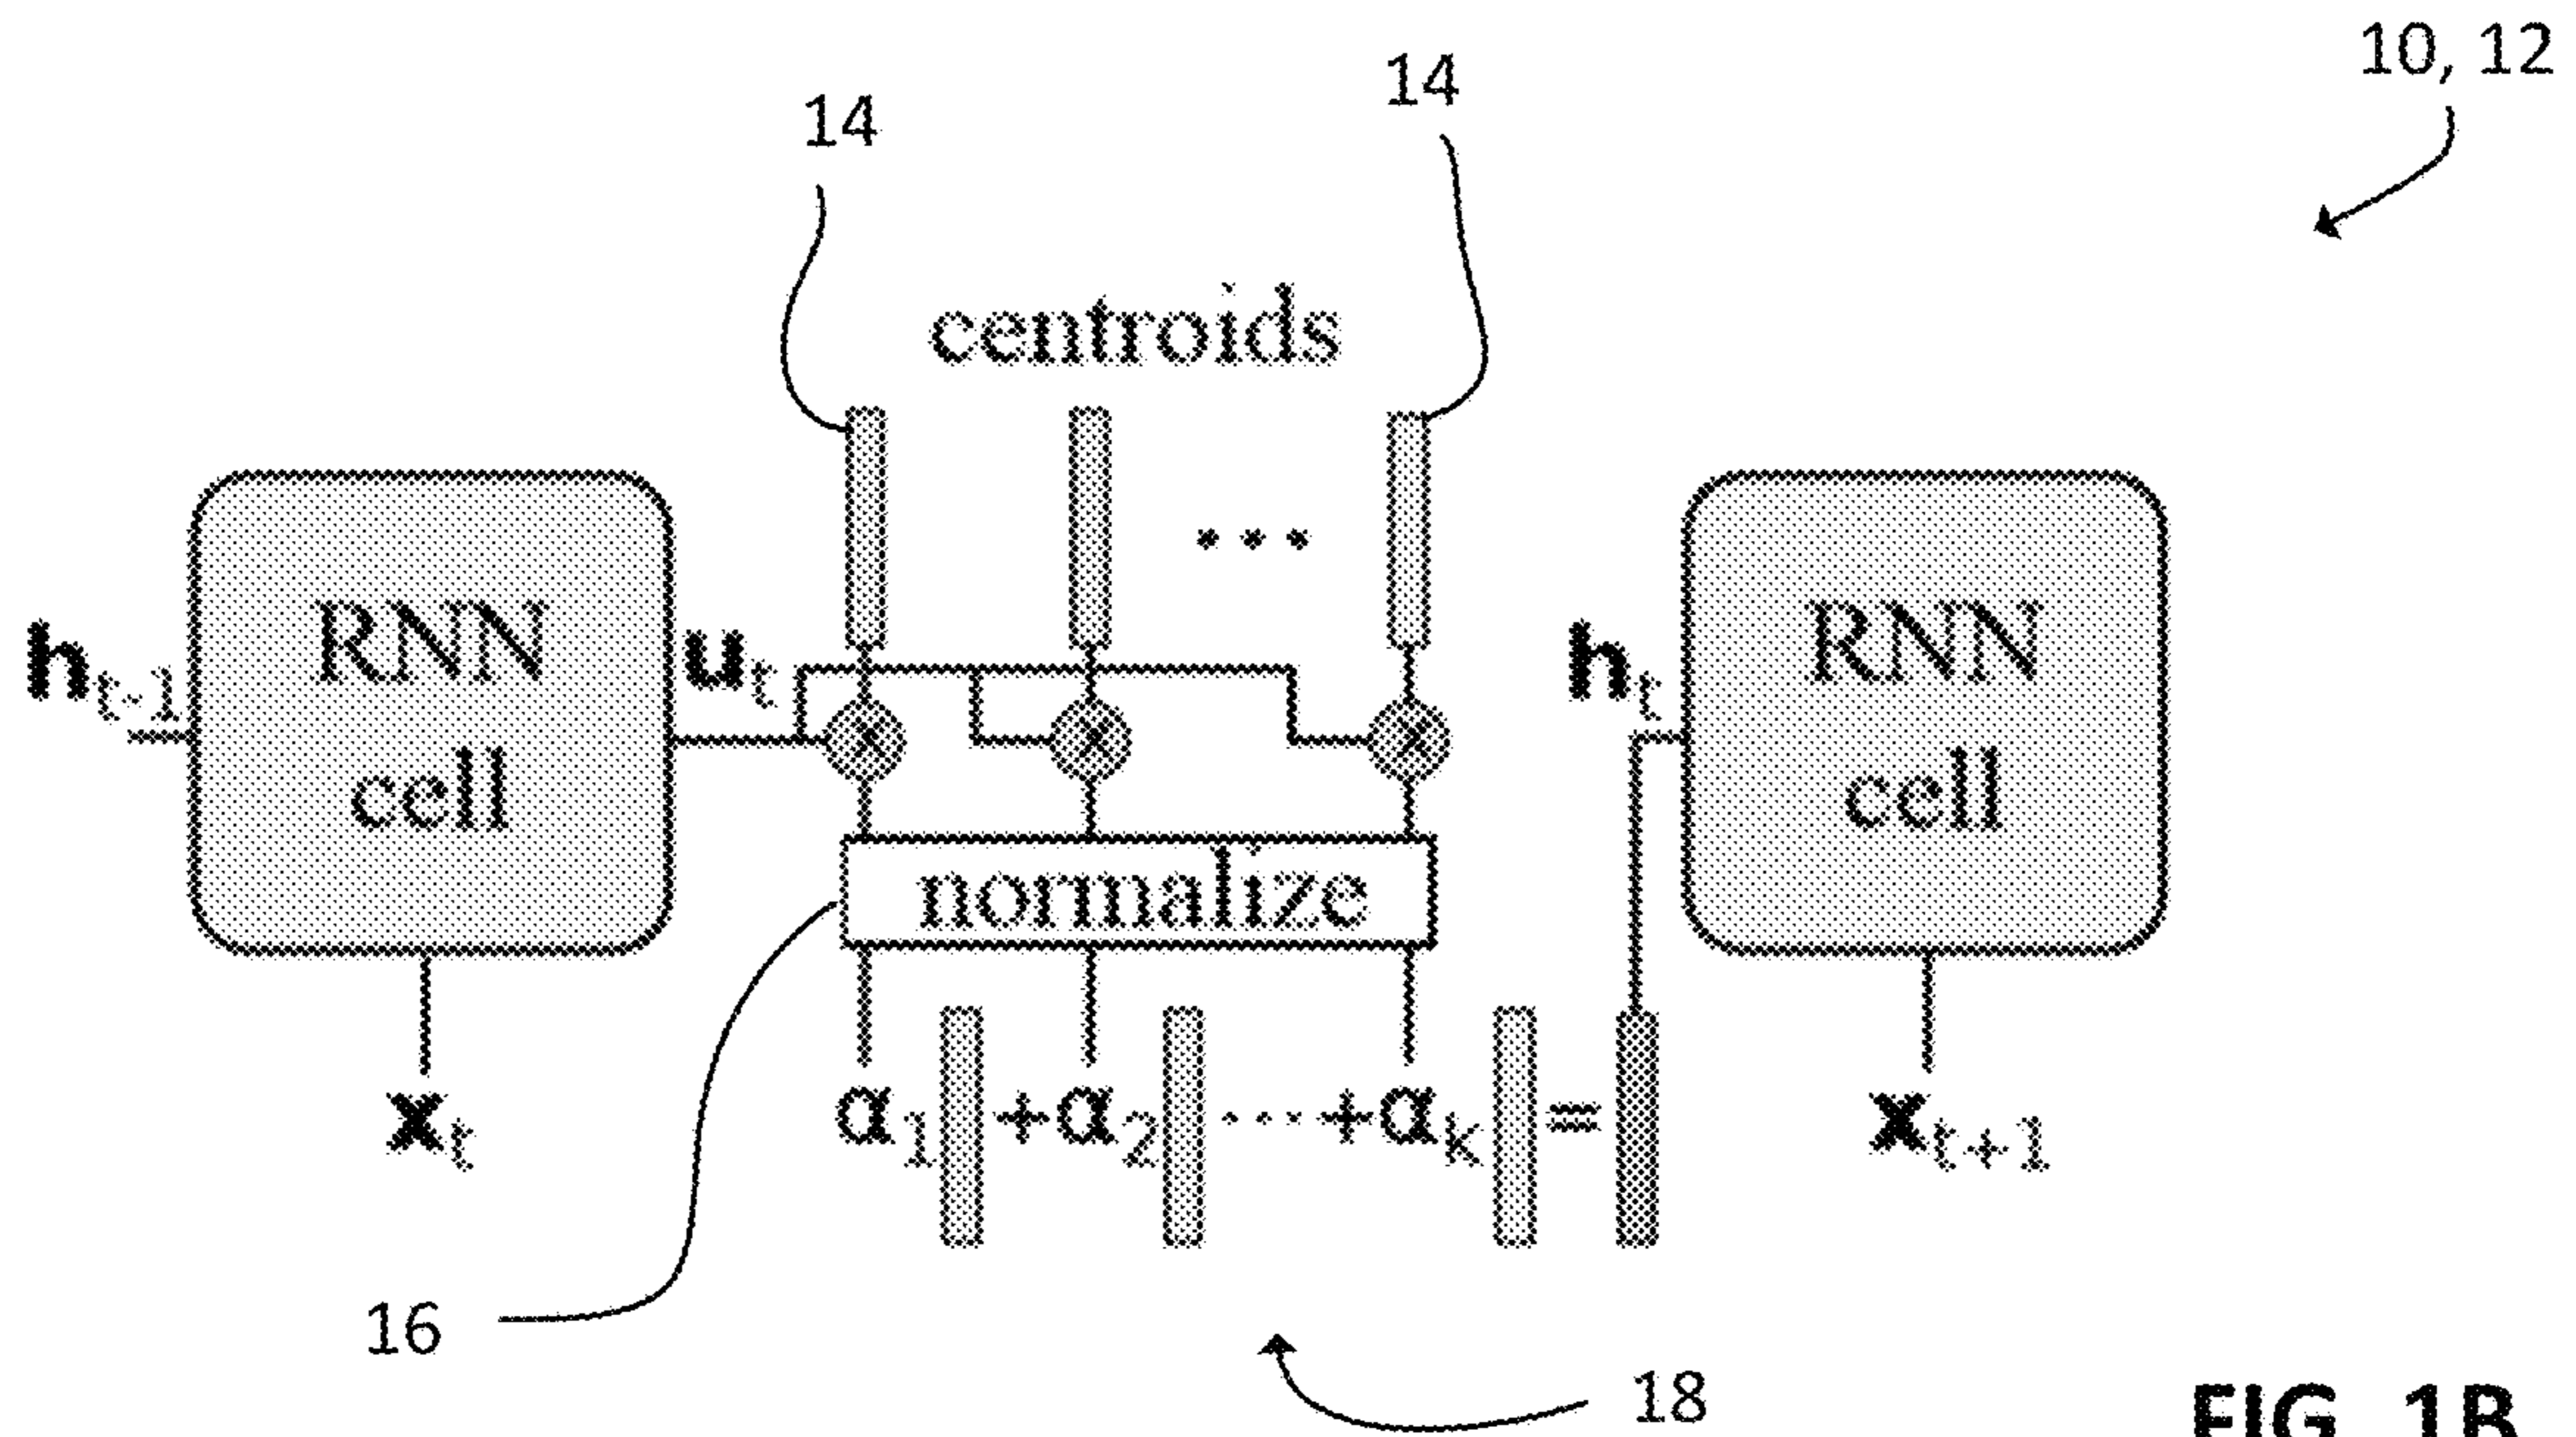 10, 12
14
14
centroids
RNN cell
RNN cell
h_{t-1}
u_t
h_t
×
×
×
...
normalize
x_t
α_1 + α_2 ... + α_k =
x_{t+1}
16
18
FIG. 1B